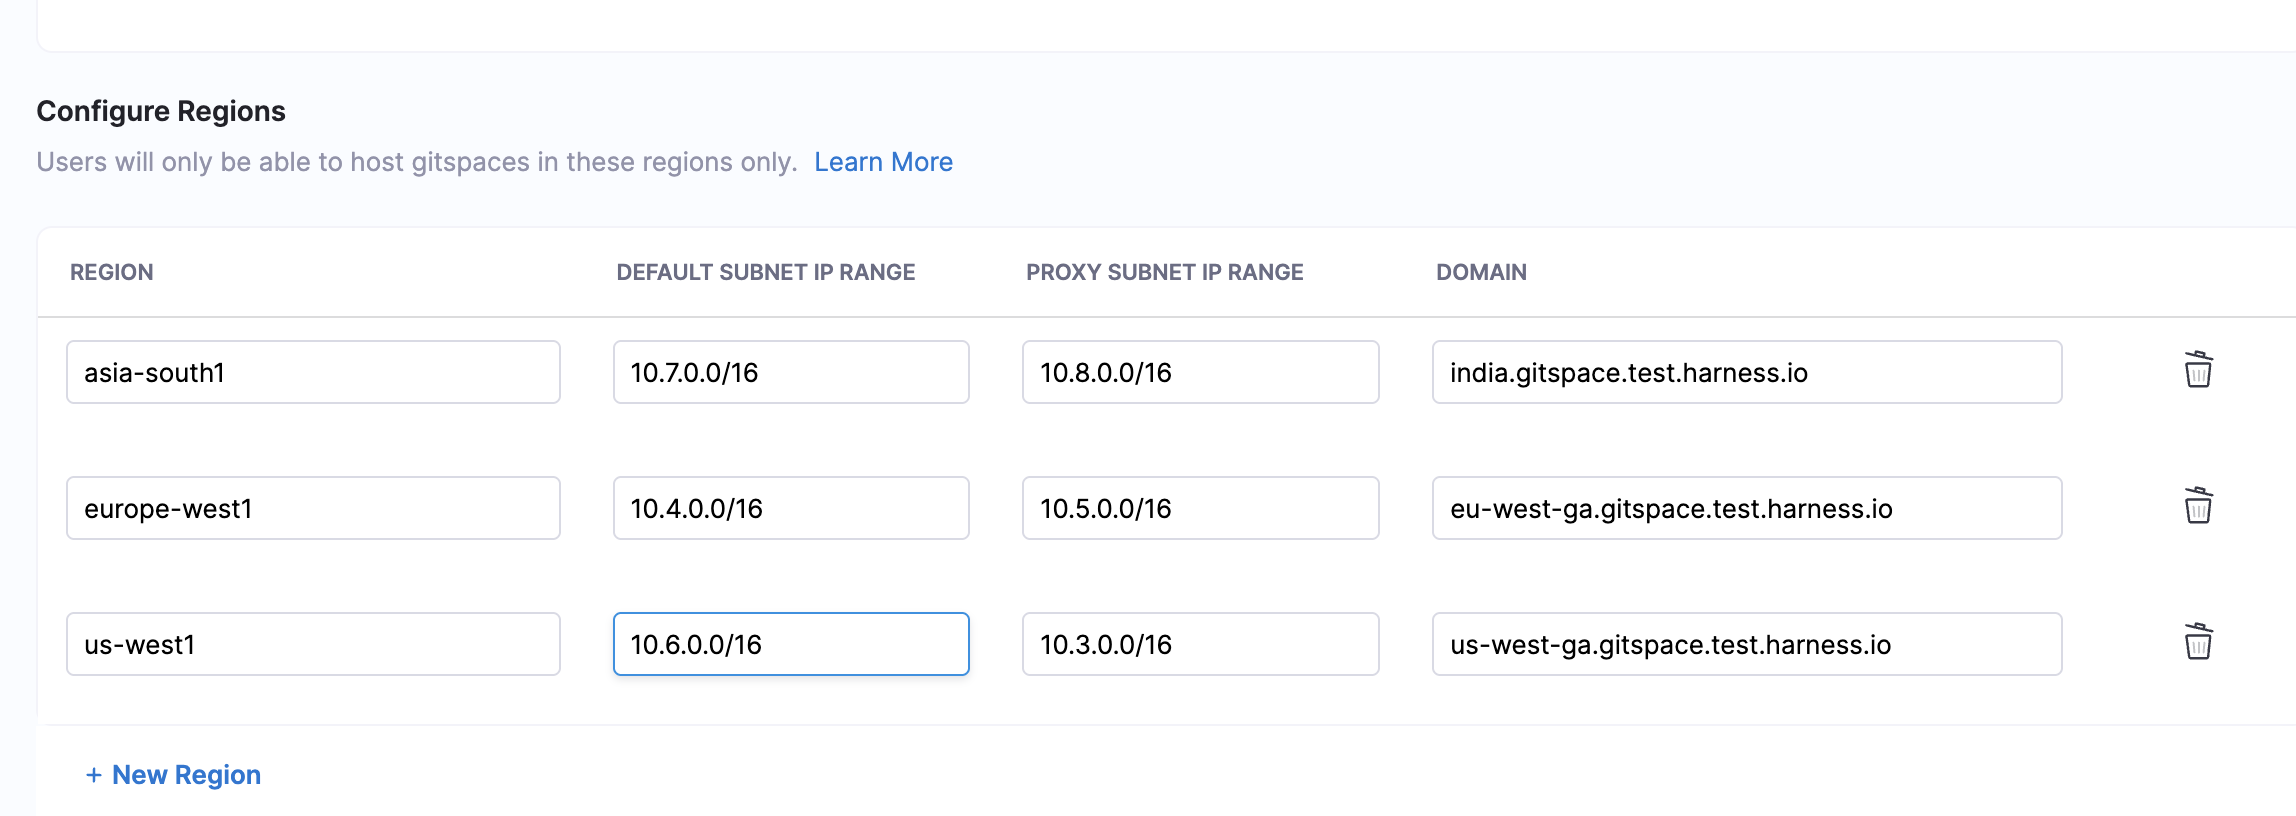 Configure Regions
Users will only be able to host gitspaces in these regions only. Learn More
REGION DEFAULT SUBNET IP RANGE PROXY SUBNET IP RANGE DOMAIN
asia-south1 10.7.0.0/16 10.8.0.0/16 india.gitspace.test.harness.io
europe-west1 10.4.0.0/16 10.5.0.0/16 eu-west-ga.gitspace.test.harness.io
us-west1 10.6.0.0/16 10.3.0.0/16 us-west-ga.gitspace.test.harness.io
+ New Region